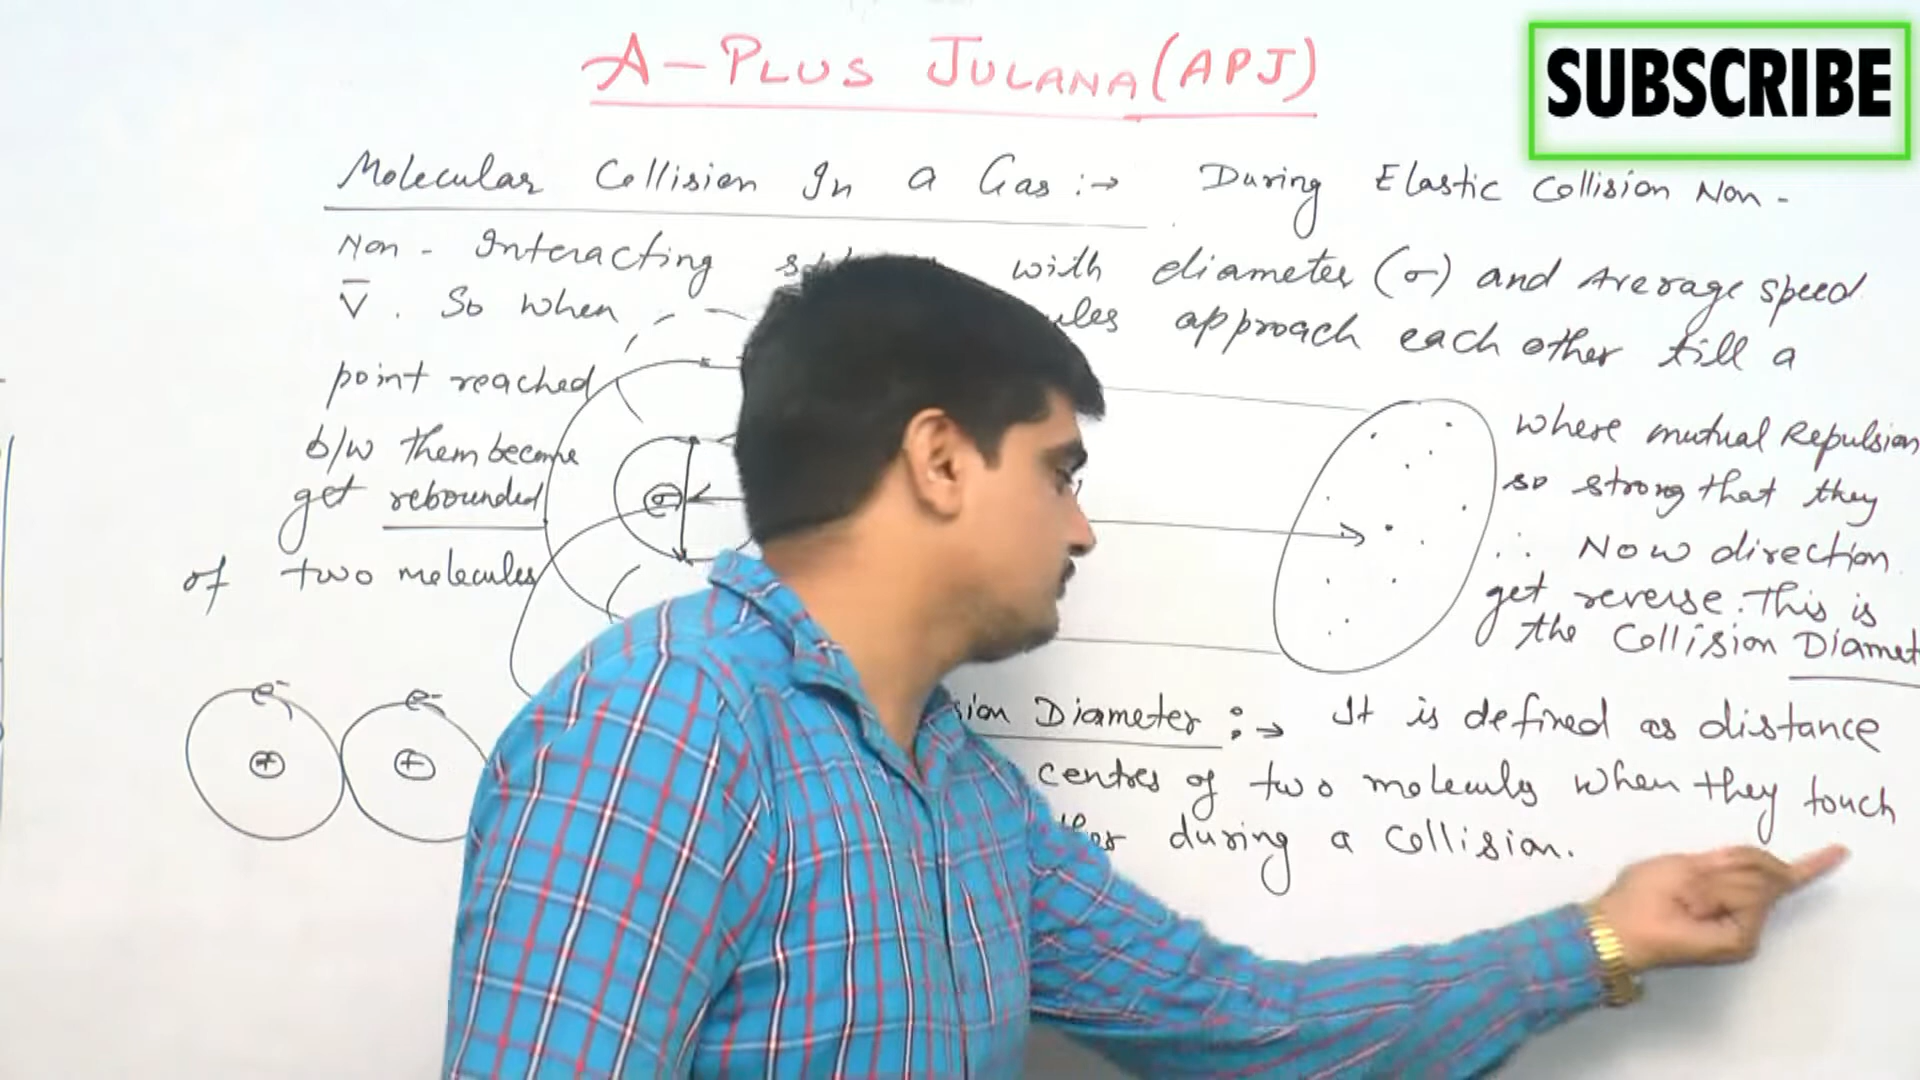 A-PLUS JULANA (APJ)
SUBSCRIBE
Molecular Collision In a Gas :→ During Elastic Collision Non -
Non - Interacting with diameter (σ) and Average speed
V̄ . So when approach each other till a
point reached where mutual Repulsion
b/w them become so strong that they
get rebounded ∴ Now direction
of two molecules get reverse. This is
the Collision Diamet
σ
e⁻ e⁻
+ +
Diameter :→ It is defined as distance
centres of two moleculs when they touch
during a Collision.